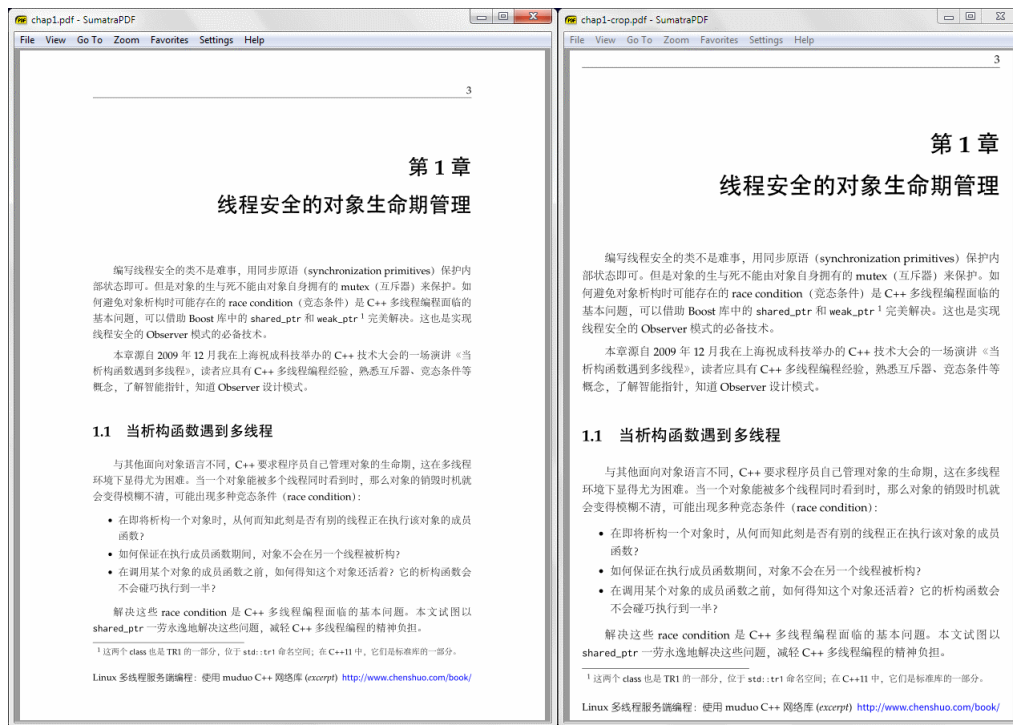 chap1.pdf - SumatraPDF
File View Go To Zoom Favorites Settings Help
3
第 1 章
线程安全的对象生命期管理
编写线程安全的类不是难事，用同步原语（synchronization primitives）保护内
部状态即可。但是对象的生与死不能由对象自身拥有的 mutex（互斥器）来保护。如
何避免对象析构时可能存在的 race condition（竞态条件）是 C++ 多线程编程面临的
基本问题，可以借助 Boost 库中的 shared_ptr 和 weak_ptr 1 完美解决。这也是实现
线程安全的 Observer 模式的必备技术。
本章源自 2009 年 12 月我在上海祝成科技举办的 C++ 技术大会的一场演讲《当
析构函数遇到多线程》，读者应具有 C++ 多线程编程经验，熟悉互斥器、竞态条件等
概念，了解智能指针，知道 Observer 设计模式。
1.1 当析构函数遇到多线程
与其他面向对象语言不同，C++ 要求程序员自己管理对象的生命期，这在多线程
环境下显得尤为困难。当一个对象能被多个线程同时看到时，那么对象的销毁时机就
会变得模糊不清，可能出现多种竞态条件（race condition）：
• 在即将析构一个对象时，从何而知此刻是否有别的线程正在执行该对象的成员
函数？
• 如何保证在执行成员函数期间，对象不会在另一个线程被析构？
• 在调用某个对象的成员函数之前，如何得知这个对象还活着？它的析构函数会
不会碰巧执行到一半？
解决这些 race condition 是 C++ 多线程编程面临的基本问题。本文试图以
shared_ptr 一劳永逸地解决这些问题，减轻 C++ 多线程编程的精神负担。
1 这两个 class 也是 TR1 的一部分，位于 std::tr1 命名空间；在 C++11 中，它们是标准库的一部分。
Linux 多线程服务端编程：使用 muduo C++ 网络库 (excerpt) http://www.chenshuo.com/book/
chap1-crop.pdf - SumatraPDF
File View Go To Zoom Favorites Settings Help
3
第 1 章
线程安全的对象生命期管理
编写线程安全的类不是难事，用同步原语（synchronization primitives）保护内
部状态即可。但是对象的生与死不能由对象自身拥有的 mutex（互斥器）来保护。如
何避免对象析构时可能存在的 race condition（竞态条件）是 C++ 多线程编程面临的
基本问题，可以借助 Boost 库中的 shared_ptr 和 weak_ptr 1 完美解决。这也是实现
线程安全的 Observer 模式的必备技术。
本章源自 2009 年 12 月我在上海祝成科技举办的 C++ 技术大会的一场演讲《当
析构函数遇到多线程》，读者应具有 C++ 多线程编程经验，熟悉互斥器、竞态条件等
概念，了解智能指针，知道 Observer 设计模式。
1.1 当析构函数遇到多线程
与其他面向对象语言不同，C++ 要求程序员自己管理对象的生命期，这在多线程
环境下显得尤为困难。当一个对象能被多个线程同时看到时，那么对象的销毁时机就
会变得模糊不清，可能出现多种竞态条件（race condition）：
• 在即将析构一个对象时，从何而知此刻是否有别的线程正在执行该对象的成员
函数？
• 如何保证在执行成员函数期间，对象不会在另一个线程被析构？
• 在调用某个对象的成员函数之前，如何得知这个对象还活着？它的析构函数会
不会碰巧执行到一半？
解决这些 race condition 是 C++ 多线程编程面临的基本问题。本文试图以
shared_ptr 一劳永逸地解决这些问题，减轻 C++ 多线程编程的精神负担。
1 这两个 class 也是 TR1 的一部分，位于 std::tr1 命名空间；在 C++11 中，它们是标准库的一部分。
Linux 多线程服务端编程：使用 muduo C++ 网络库 (excerpt) http://www.chenshuo.com/book/